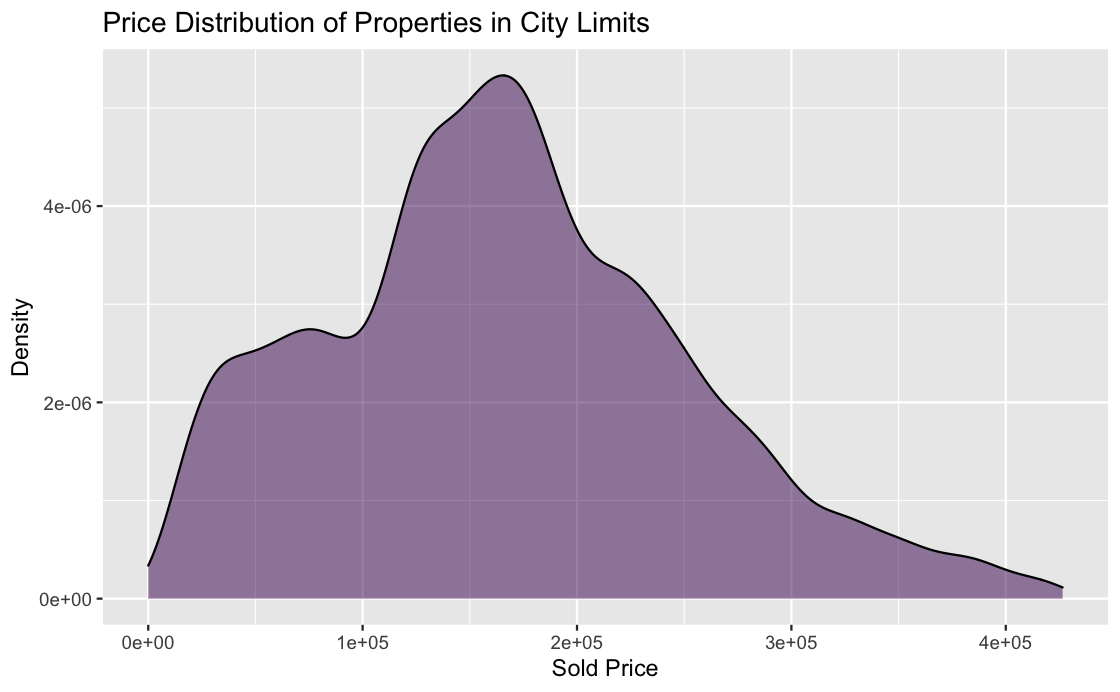 Price Distribution of Properties in City Limits
Density
4e-06
2e-06
0e+00
0e+00 1e+05 2e+05 3e+05 4e+05
Sold Price